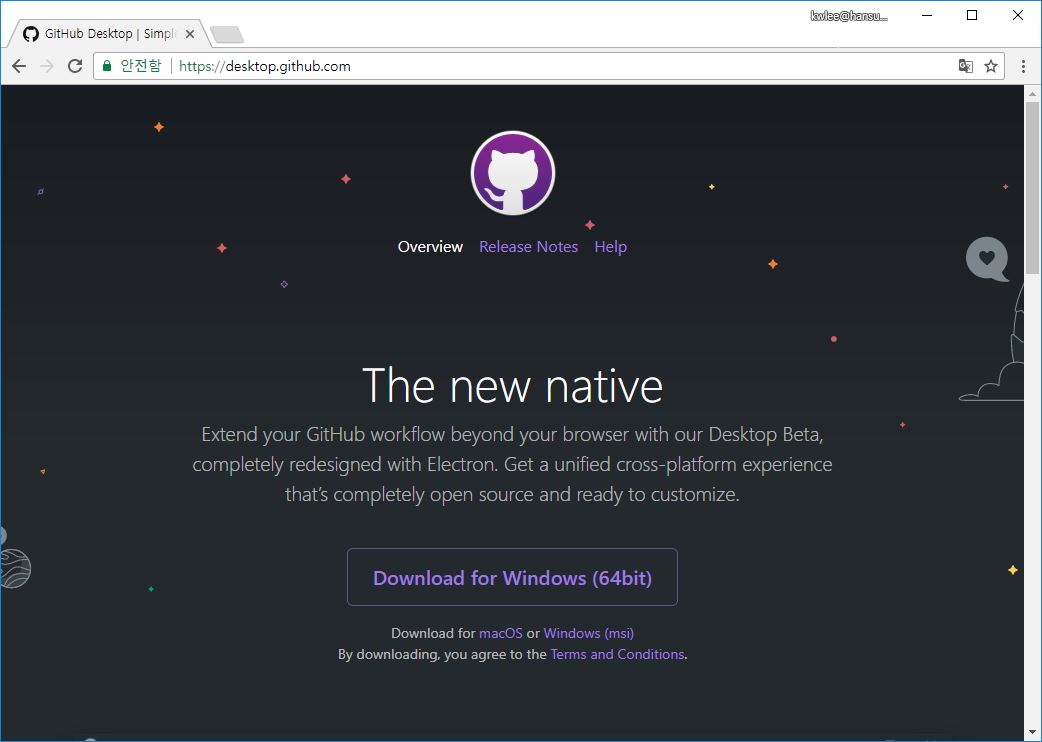 kwlee@hansu...
GitHub Desktop | Simple
안전함 https://desktop.github.com
Overview Release Notes Help
The new native
Extend your GitHub workflow beyond your browser with our Desktop Beta,
completely redesigned with Electron. Get a unified cross-platform experience
that's completely open source and ready to customize.
Download for Windows (64bit)
Download for macOS or Windows (msi)
By downloading, you agree to the Terms and Conditions.